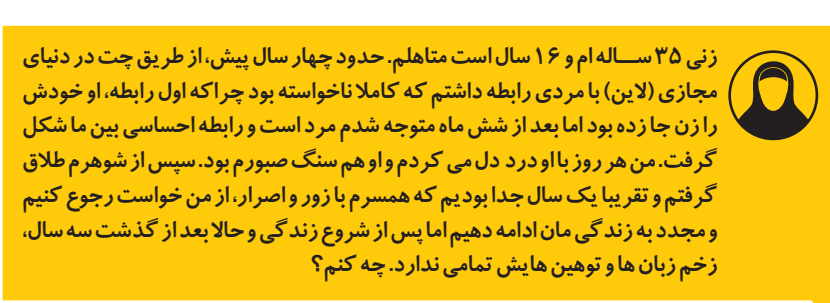 زنی ۳۵ ســاله ام و ۱۶ سال است متاهلم. حدود چهار سال پیش، از طریق چت در دنیای
مجازی (لاین) با مردی رابطه داشتم که کاملا ناخواسته بود چراکه اول رابطه، او خودش
را زن جا زده بود اما بعد از شش ماه متوجه شدم مرد است و رابطه احساسی بین ما شکل
گرفت. من هر روز با او درد دل می کردم و او هم سنگ صبورم بود. سپس از شوهرم طلاق
گرفتم و تقریبا یک سال جدا بودیم که همسرم با زور و اصرار، از من خواست رجوع کنیم
و مجدد به زندگی مان ادامه دهیم اما پس از شروع زندگی و حالا بعد از گذشت سه سال،
زخم زبان ها و توهین هایش تمامی ندارد. چه کنم؟